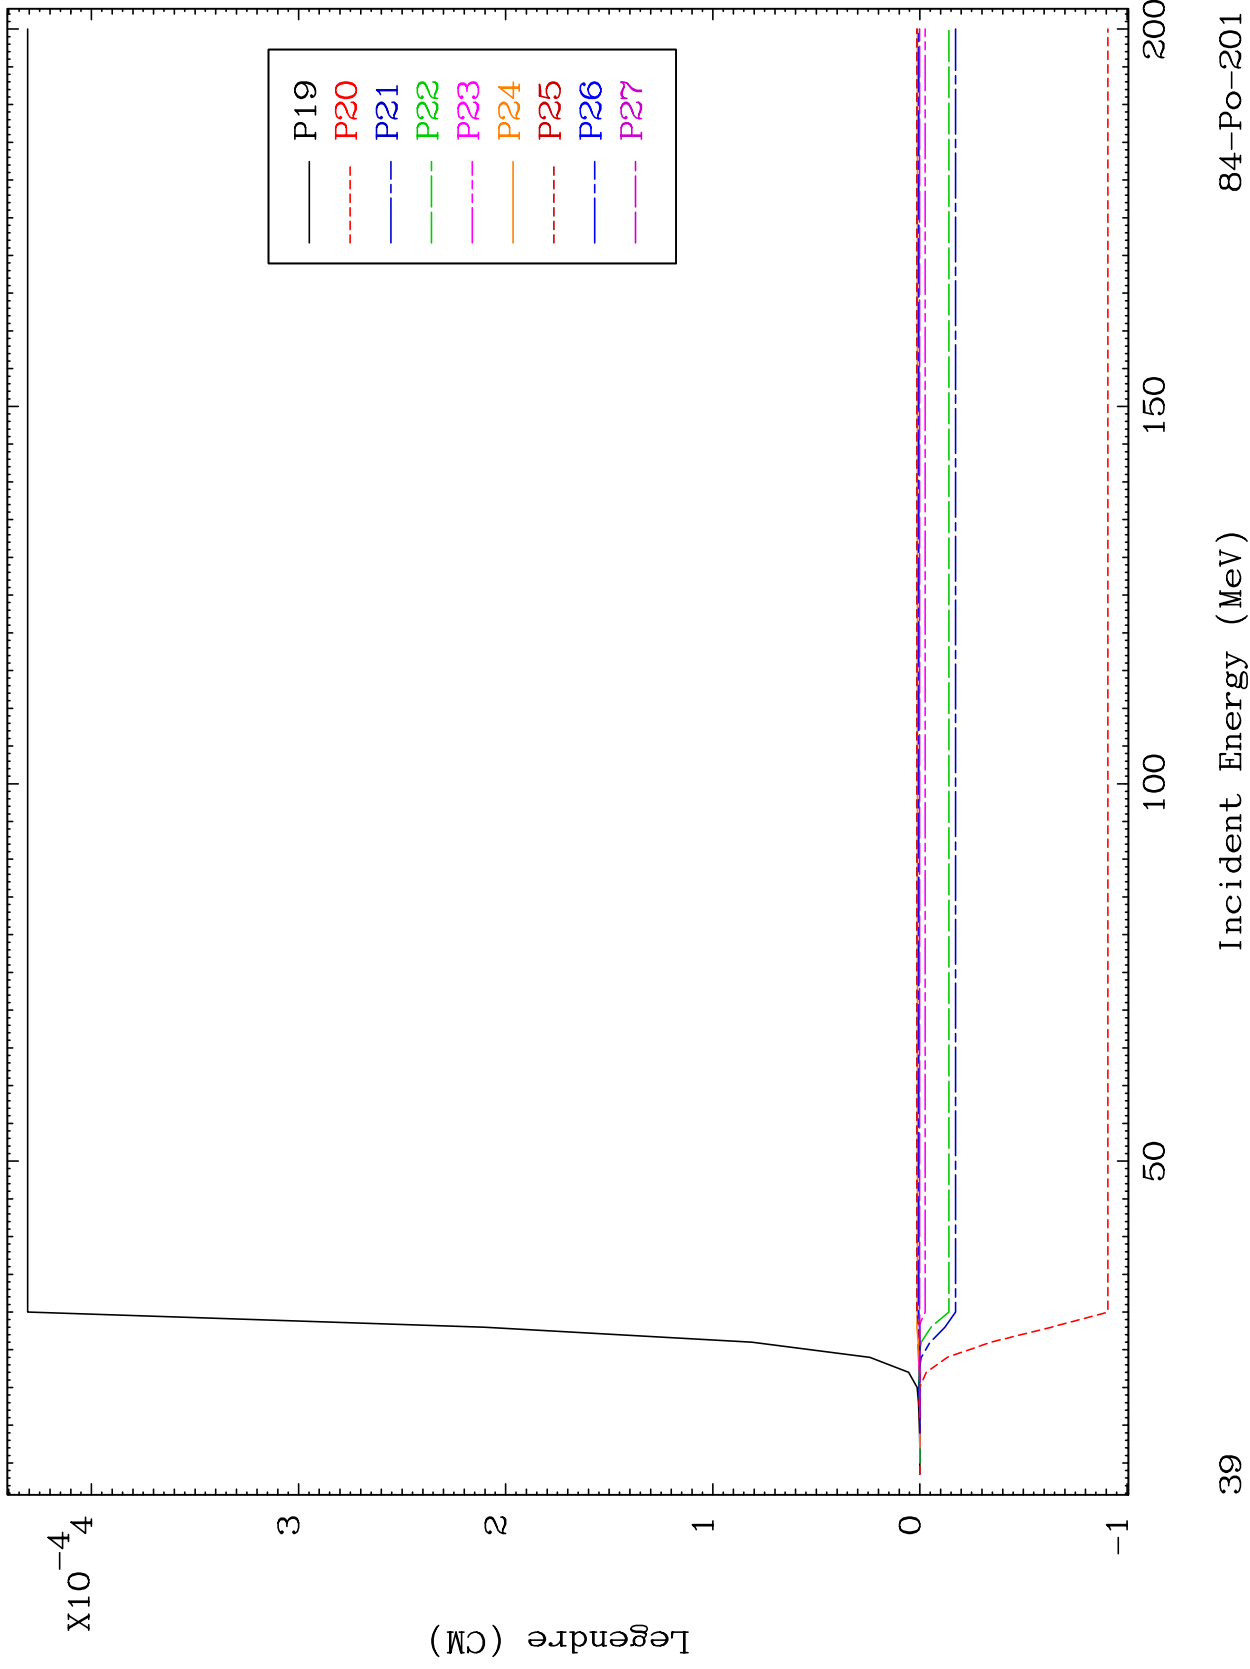 X10-4
4
3
2
1
0
-1
Legendre (CM)
P19
P20
P21
P22
P23
P24
P25
P26
P27
50
100
150
200
Incident Energy (MeV)
39
84-Po-201